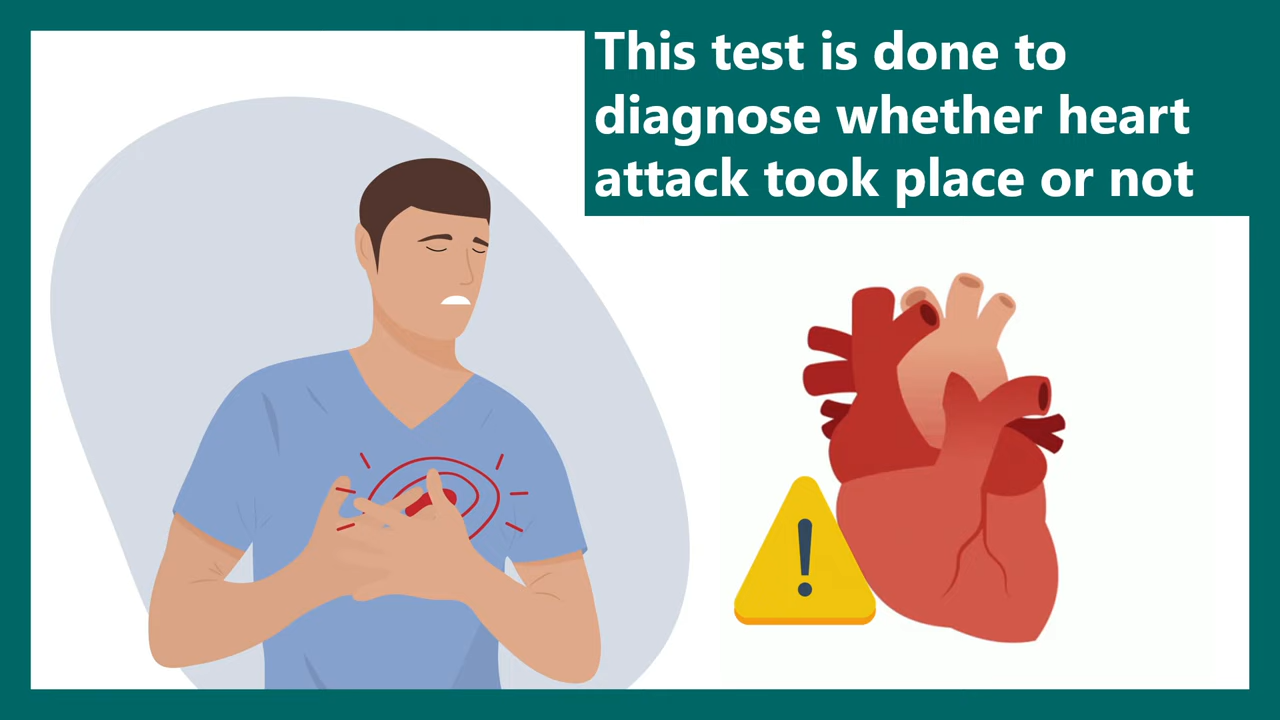 This test is done to
diagnose whether heart
attack took place or not